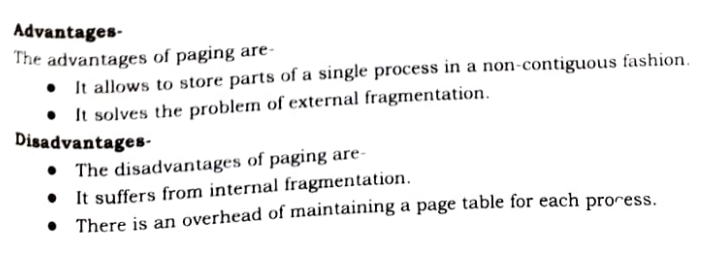 Advantages-
The advantages of paging are-
• It allows to store parts of a single process in a non-contiguous fashion.
• It solves the problem of external fragmentation.
Disadvantages-
• The disadvantages of paging are-
• It suffers from internal fragmentation.
• There is an overhead of maintaining a page table for each process.